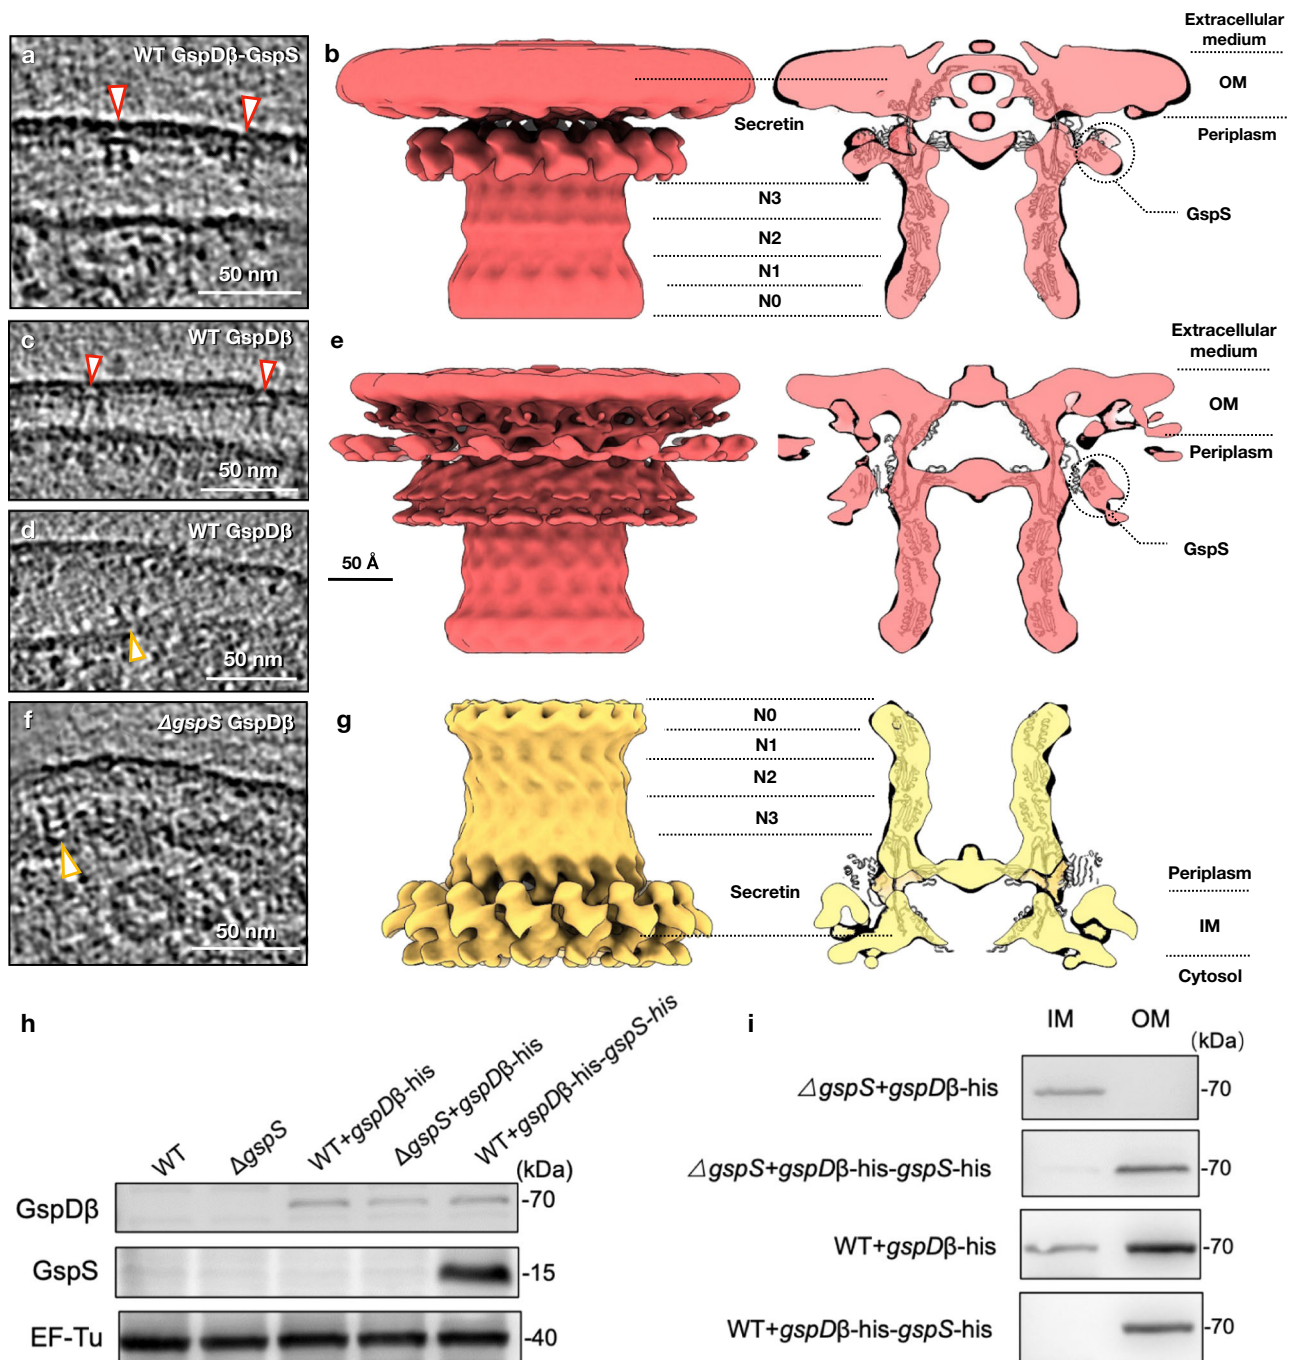 a
WT GspDβ-GspS
50 nm
b
Secretin
N3
N2
N1
N0
Extracellular
medium
OM
Periplasm
GspS
c
WT GspDβ
50 nm
d
WT GspDβ
50 nm
e
50 Å
Extracellular
medium
OM
Periplasm
GspS
f
ΔgspS GspDβ
50 nm
g
N0
N1
N2
N3
Secretin
Periplasm
IM
Cytosol
h
WT
ΔgspS
WT+gspDβ-his
ΔgspS+gspDβ-his
WT+gspDβ-his-gspS-his
(kDa)
GspDβ
-70
GspS
-15
EF-Tu
-40
i
IM
OM
(kDa)
△gspS+gspDβ-his
-70
△gspS+gspDβ-his-gspS-his
-70
WT+gspDβ-his
-70
WT+gspDβ-his-gspS-his
-70